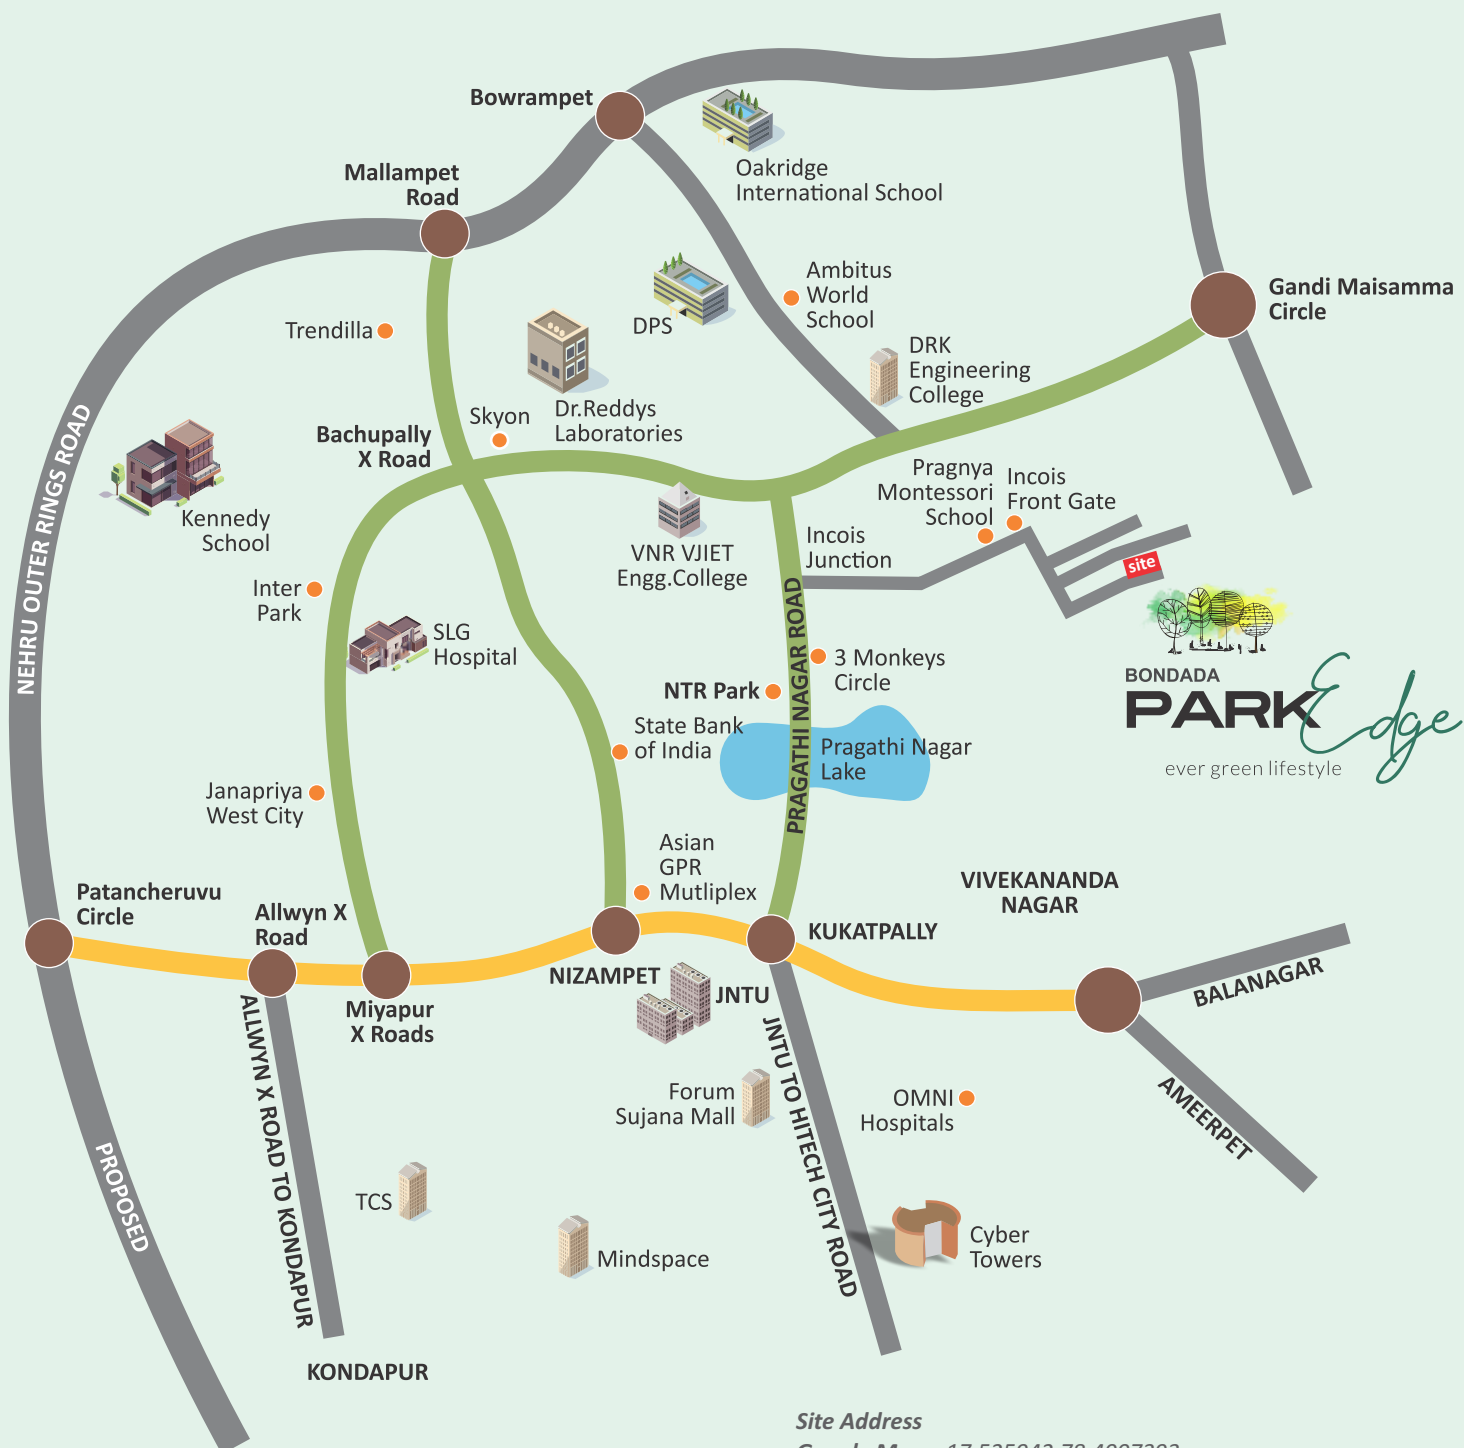 Bowrampet
Oakridge
International School
Mallampet
Road
Ambitus
World
School
Gandi Maisamma
Circle
Trendilla
DPS
DRK
Engineering
College
Skyon
Dr.Reddys
Laboratories
Bachupally
X Road
NEHRU OUTER RINGS ROAD
Pragnya
Montessori
School
Incois
Front Gate
Kennedy
School
VNR VJIET
Engg.College
Incois
Junction
site
Inter
Park
SLG
Hospital
PRAGATHI NAGAR ROAD
3 Monkeys
Circle
NTR Park
BONDADA
PARK
Edge
ever green lifestyle
State Bank
of India
Pragathi Nagar
Lake
Janapriya
West City
Asian
GPR
Mutliplex
VIVEKANANDA
NAGAR
Patancheruvu
Circle
Allwyn X
Road
KUKATPALLY
NIZAMPET
JNTU
BALANAGAR
Miyapur
X Roads
ALLWYN X ROAD TO KONDAPUR
JNTU TO HITECH CITY ROAD
Forum
Sujana Mall
OMNI
Hospitals
AMEERPET
PROPOSED
TCS
Mindspace
Cyber
Towers
KONDAPUR
Site Address